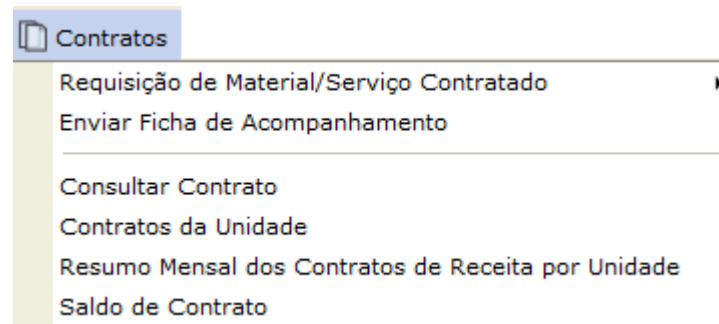 Contratos
Requisição de Material/Serviço Contratado
Enviar Ficha de Acompanhamento
Consultar Contrato
Contratos da Unidade
Resumo Mensal dos Contratos de Receita por Unidade
Saldo de Contrato